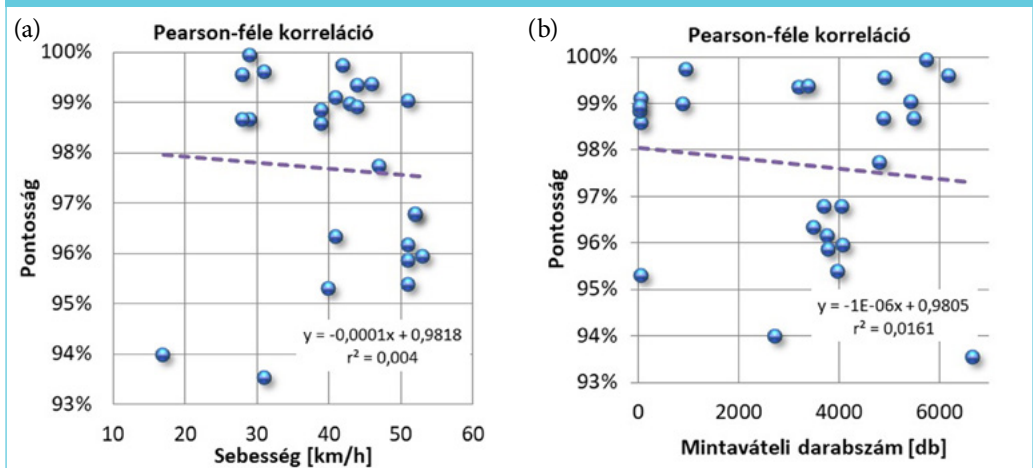 (a)
Pearson-féle korreláció
Pontosság
100%
99%
98%
97%
96%
95%
94%
93%
y = -0,0001x + 0,9818
r² = 0,004
10 20 30 40 50 60
Sebesség [km/h]
(b)
Pearson-féle korreláció
Pontosság
100%
99%
98%
97%
96%
95%
94%
93%
y = -1E-06x + 0,9805
r² = 0,0161
0 2000 4000 6000
Mintaváteli darabszám [db]